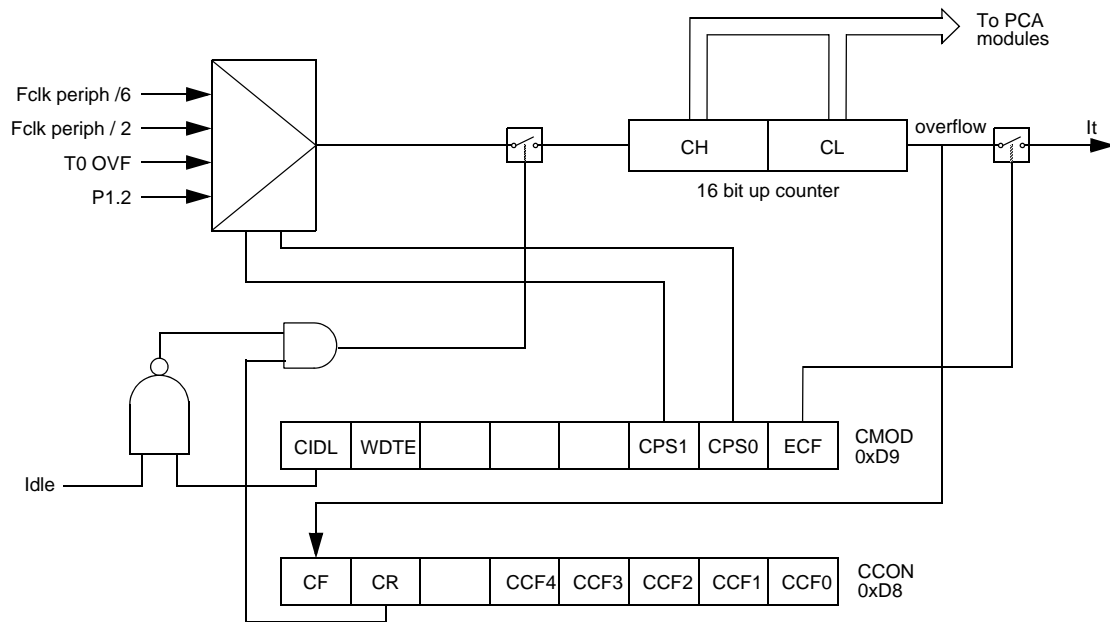 To PCA
modules
Fclk periph /6
Fclk periph / 2
T0 OVF
P1.2
CH
CL
overflow
It
16 bit up counter
CIDL
WDTE
CPS1
CPS0
ECF
CMOD
0xD9
Idle
CF
CR
CCF4
CCF3
CCF2
CCF1
CCF0
CCON
0xD8